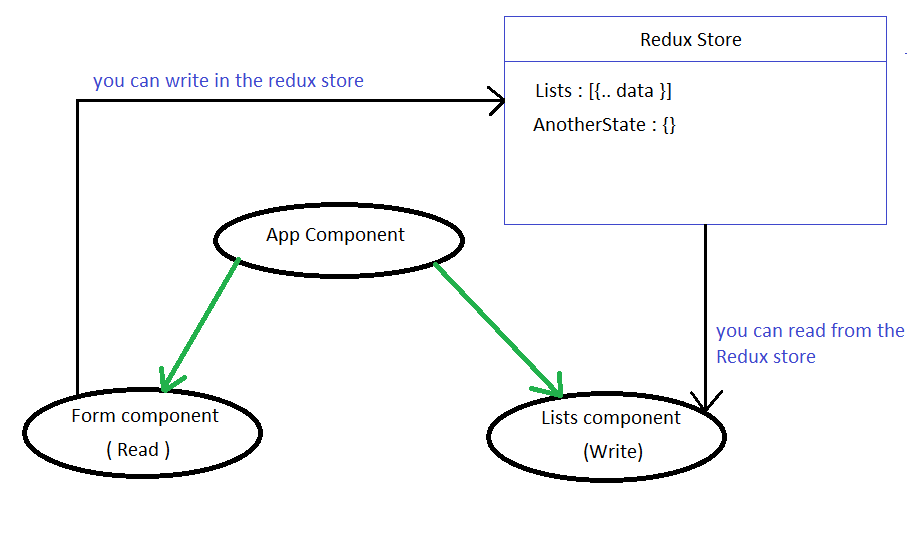 Redux Store
you can write in the redux store
Lists : [{.. data }]
AnotherState : {}
App Component
you can read from the
Redux store
Form component
( Read )
Lists component
(Write)